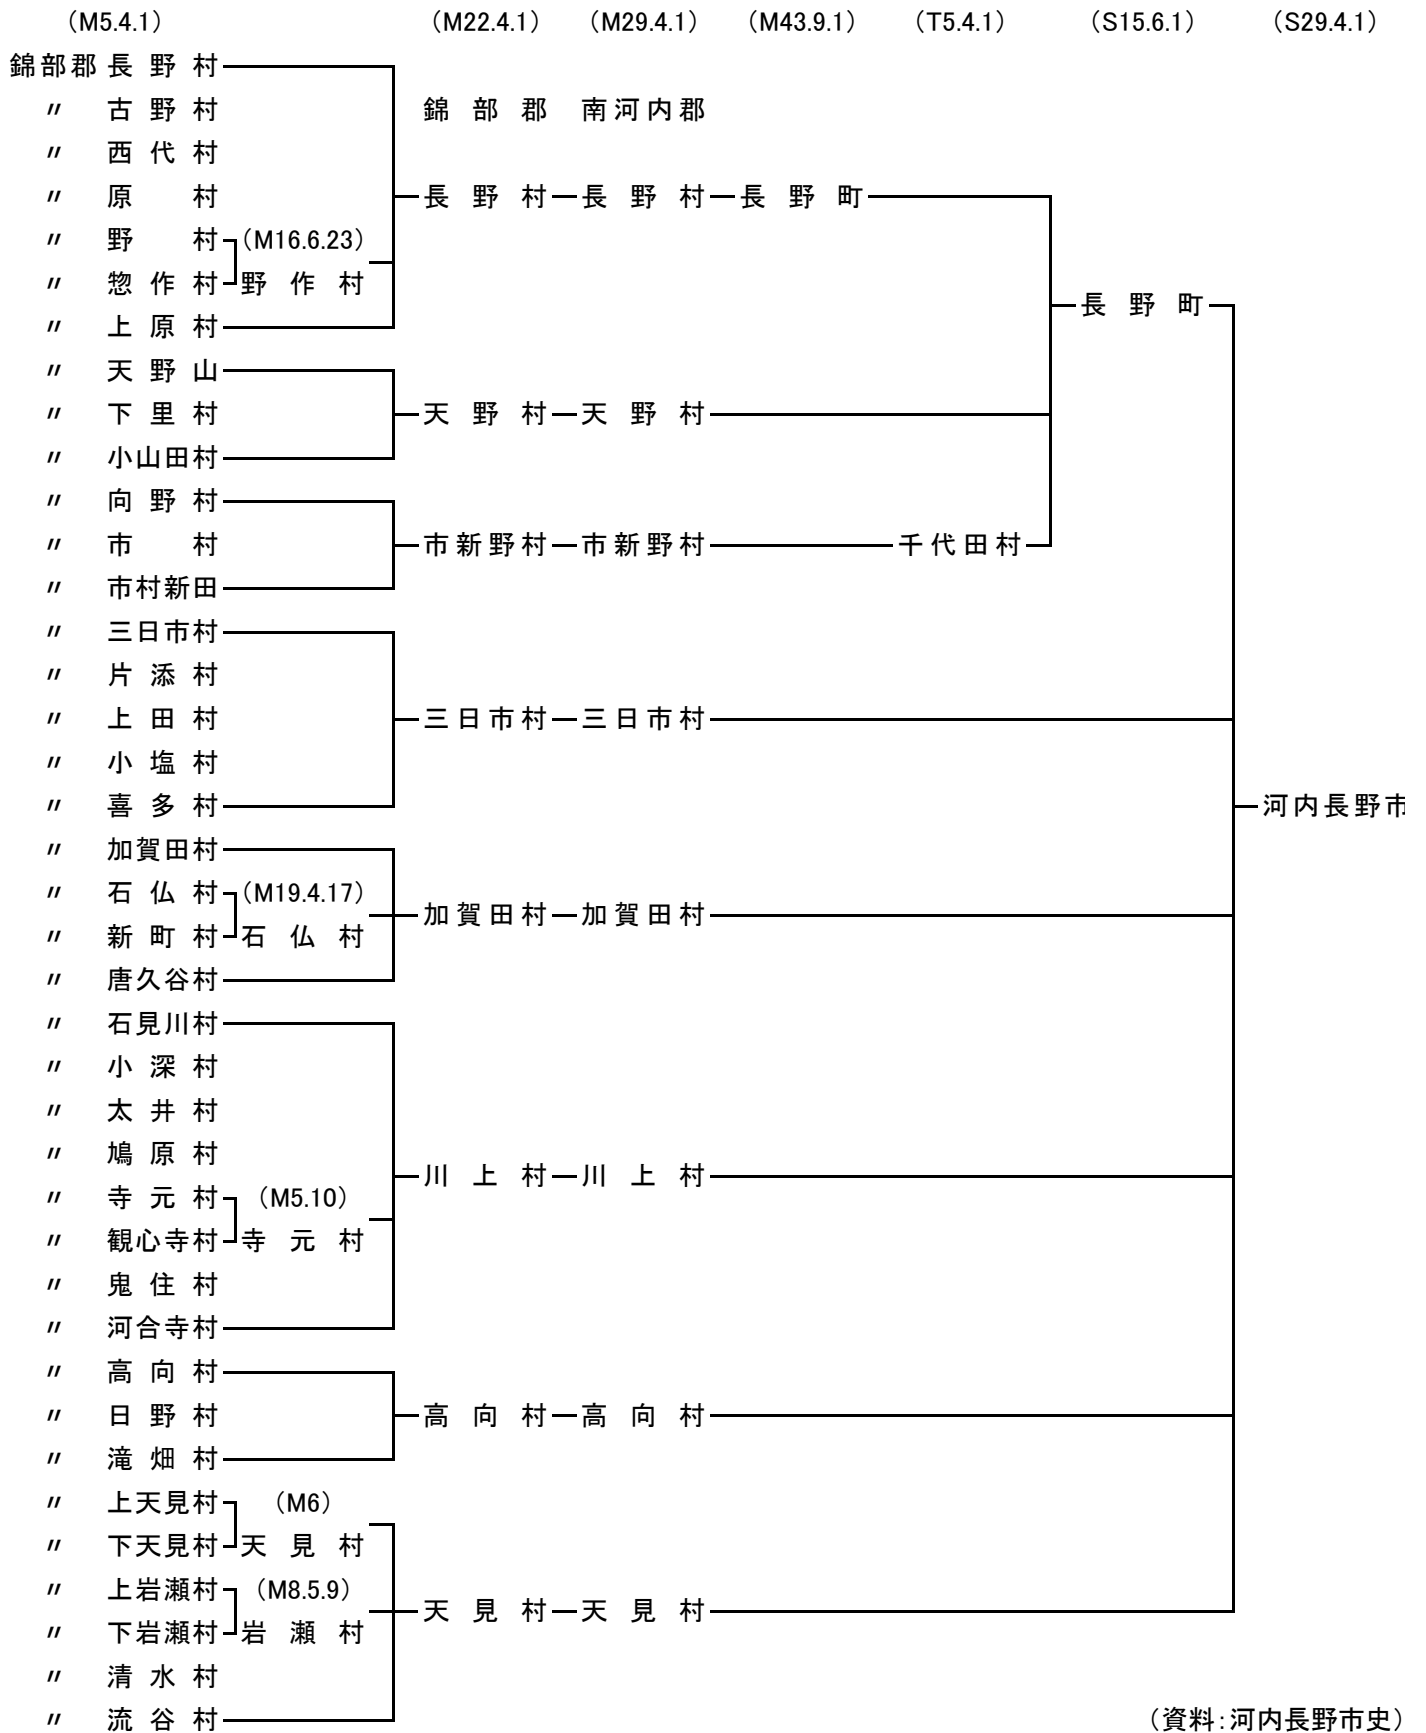 (M5.4.1) (M22.4.1) (M29.4.1) (M43.9.1) (T5.4.1) (S15.6.1) (S29.4.1)
錦部郡 長野村
〃 古野村 錦部郡 南河内郡
〃 西代村
〃 原村 長野村 長野村 長野町
〃 野村 (M16.6.23)
〃 惣作村 野作村
長野町
〃 上原村
〃 天野山
〃 下里村 天野村 天野村
〃 小山田村
〃 向野村
〃 市村 市新野村 市新野村 千代田村
〃 市村新田
〃 三日市村
〃 片添村
〃 上田村 三日市村 三日市村
〃 小塩村
〃 喜多村 河内長野市
〃 加賀田村
〃 石仏村 (M19.4.17)
加賀田村 加賀田村
〃 新町村 石仏村
〃 唐久谷村
〃 石見川村
〃 小深村
〃 太井村
〃 鳩原村
川上村 川上村
〃 寺元村 (M5.10)
〃 観心寺村 寺元村
〃 鬼住村
〃 河合寺村
〃 高向村
〃 日野村 高向村 高向村
〃 滝畑村
〃 上天見村 (M6)
〃 下天見村 天見村
〃 上岩瀬村 (M8.5.9)
天見村 天見村
〃 下岩瀬村 岩瀬村
〃 清水村
〃 流谷村
(資料:河内長野市史)